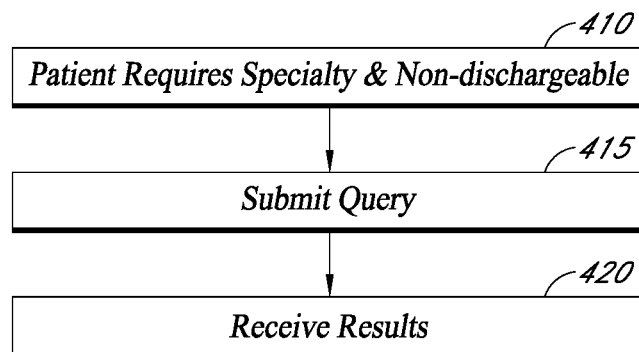 410
Patient Requires Specialty & Non-dischargeable
415
Submit Query
420
Receive Results